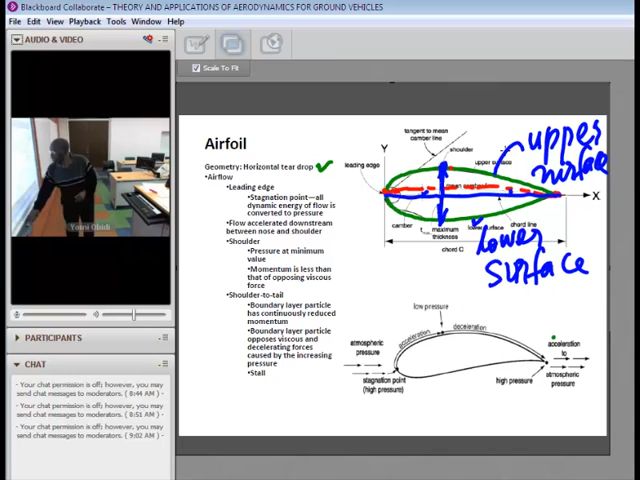 Blackboard Collaborate – THEORY AND APPLICATIONS OF AERODYNAMICS FOR GROUND VEHICLES
File Edit View Playback Tools Window Help
AUDIO & VIDEO
Scale To Fit
Yomi Obidi
PARTICIPANTS
CHAT
- Your chat permission is off; however, you may
send chat messages to moderators. ( 8:44 AM ) -
- Your chat permission is off; however, you may
send chat messages to moderators. ( 8:51 AM ) -
- Your chat permission is off; however, you may
send chat messages to moderators. ( 9:02 AM ) -
Airfoil
Geometry: Horizontal tear drop
•Airflow
•Leading edge
•Stagnation point—all
dynamic energy of flow is
converted to pressure
•Flow accelerated downstream
between nose and shoulder
•Shoulder
•Pressure at minimum
value
•Momentum is less than
that of opposing viscous
force
•Shoulder-to-tail
•Boundary layer particle
has continuously reduced
momentum
•Boundary layer particle
opposes viscous and
decelerating forces
caused by the increasing
pressure
•Stall
tangent to mean
camber line
Y
shoulder
leading edge
upper surface
X
camber
maximum
thickness
lower surface
chord line
chord C
upper
surface
lower
surface
low pressure
acceleration
deceleration
atmospheric
pressure
stagnation point
(high pressure)
high pressure
acceleration
to
atmospheric
pressure